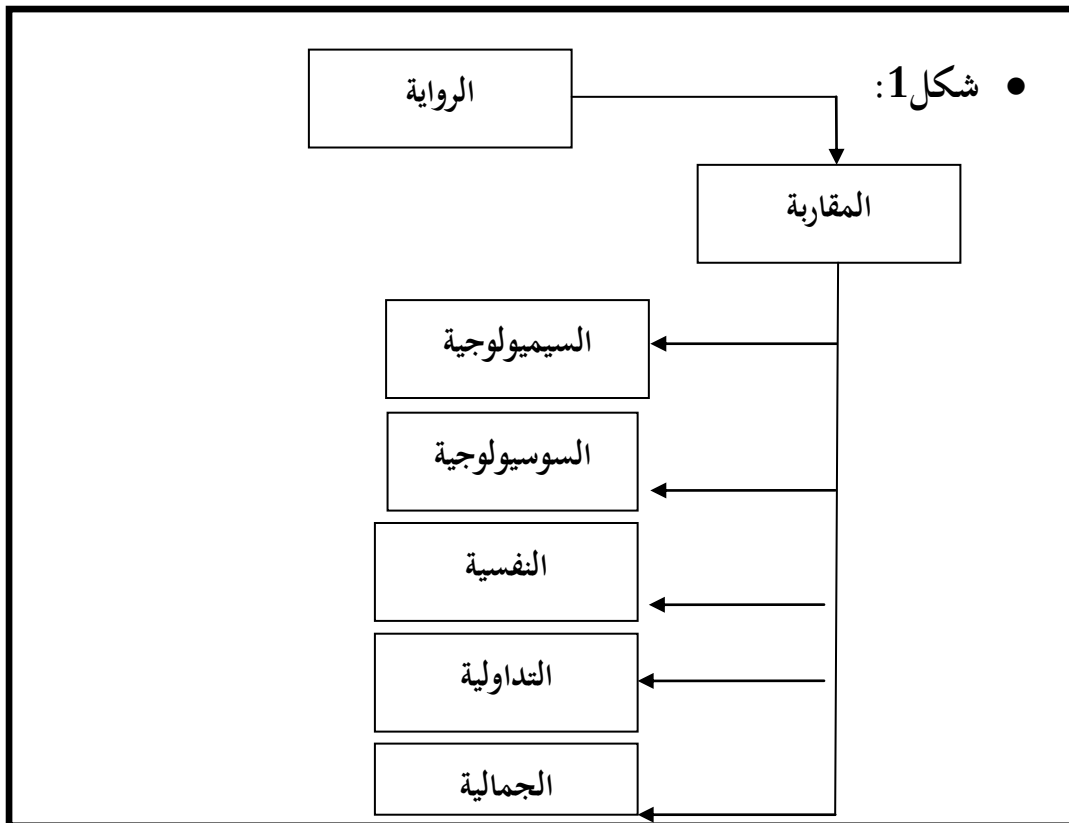 • شكل1:
الرواية
المقاربة
السيميولوجية
السوسيولوجية
النفسية
التداولية
الجمالية